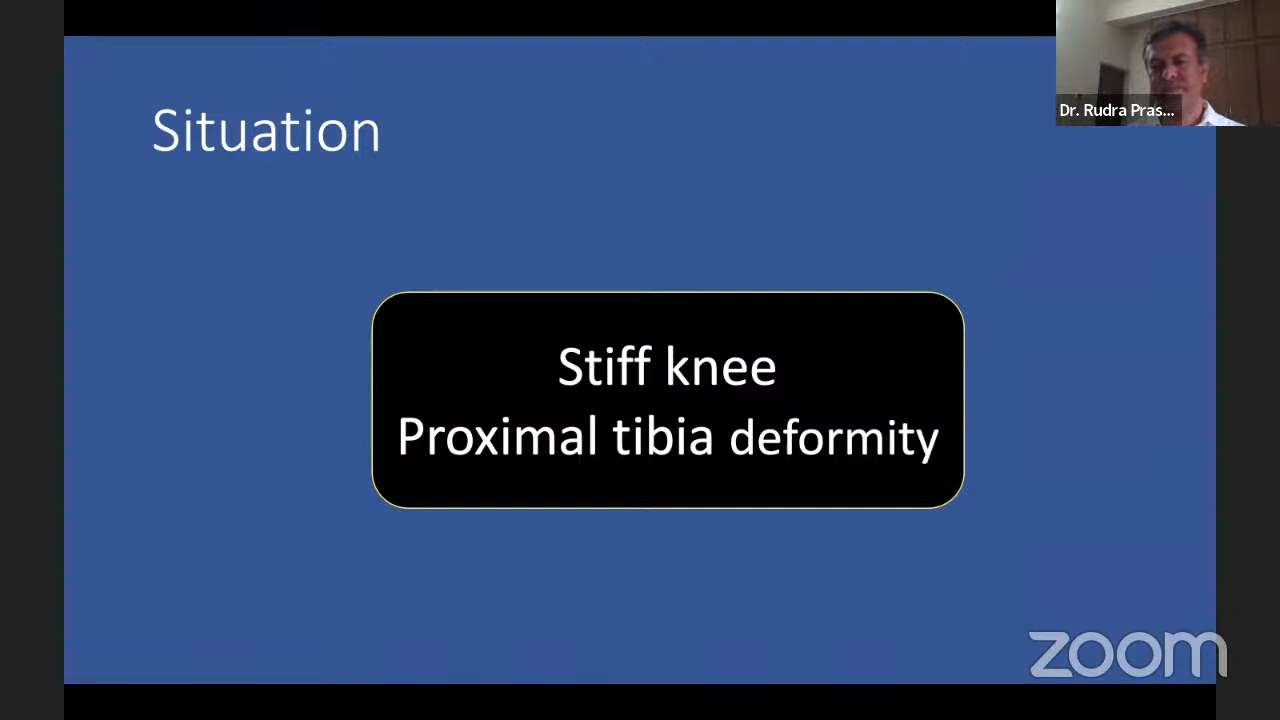 Situation
Dr. Rudra Pras...
Stiff knee
Proximal tibia deformity
zoom